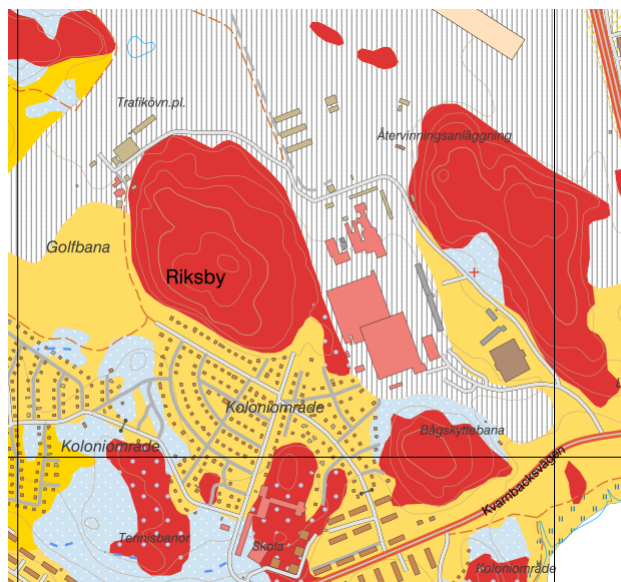 Trafikövn.pl.
Återvinningsanläggning
Golfbana
Riksby
Koloniområde
Koloniområde
Bågskyttebana
Kvarnbacksvägen
Tennisbanor
Skola
Koloniområde